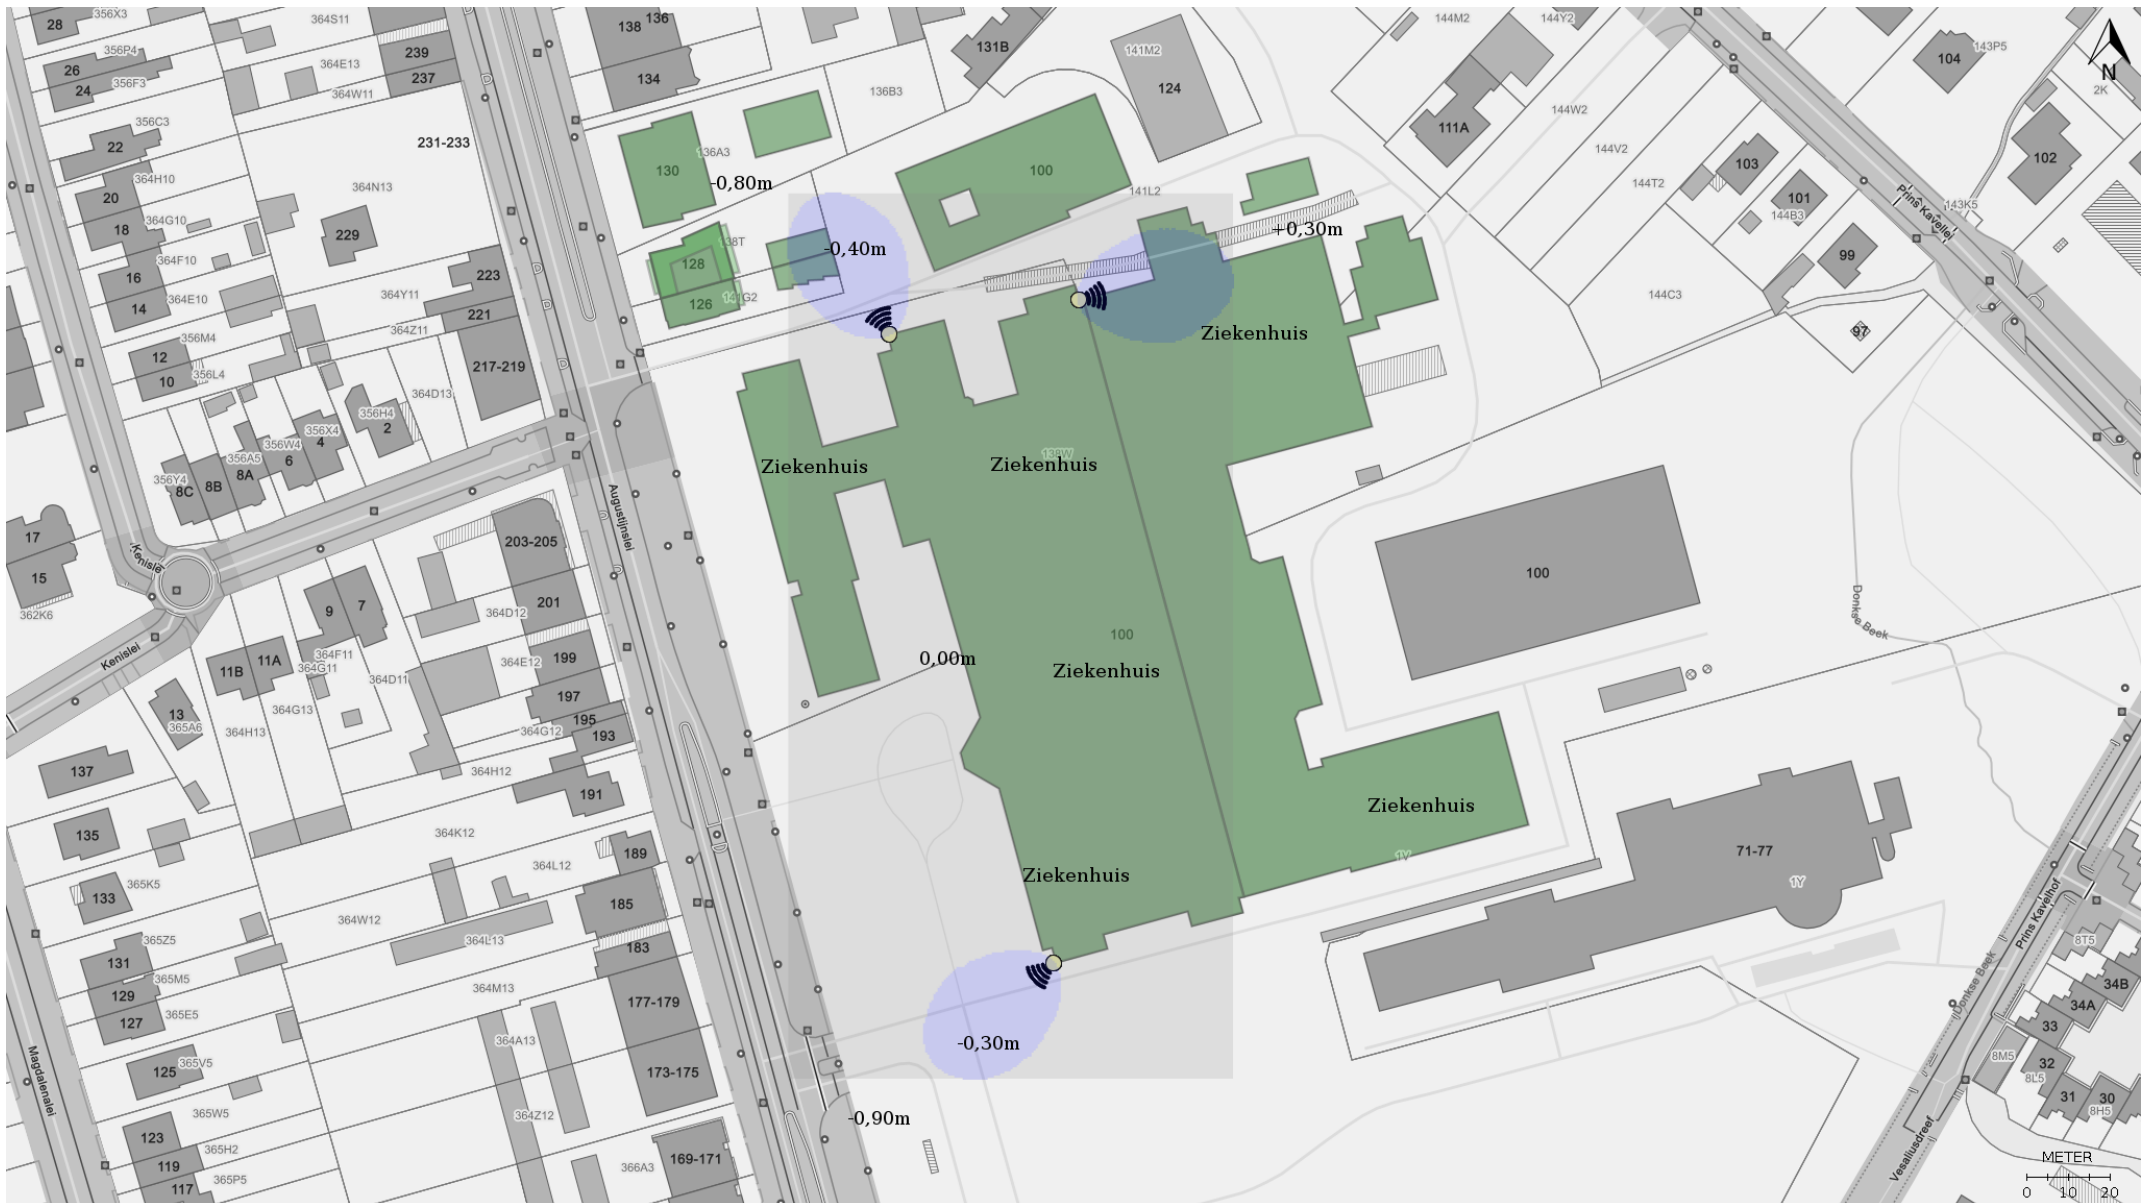 28
356X3
364S11
138
136
131B
144M2
144Y2
104
143P5
26
356P4
24
356F3
364E13
239
237
364W11
134
136B3
141M2
124
N
2K
22
356C3
231-233
111A
144W2
102
20
364H10
364N13
130
136A3
-0,80m
100
141L2
144V2
103
144T2
101
144B3
Prins Kavellei
143K5
18
364G10
229
138T
-0,40m
+0,30m
99
16
364F10
14
364E10
364Y11
223
128
126
141G2
144C3
221
364Z11
Ziekenhuis
97
356M4
12
10
356L4
217-219
364D13
356H4
2
356X4
4
356W4
6
356A5
8A
8B
356Y4
8C
Ziekenhuis
Ziekenhuis
138W
Augustijnslei
17
15
362K6
203-205
100
Donkse Beek
9
7
364D12
201
100
Kenislei
11B
11A
364F11
364G11
364D11
364E12
199
0,00m
Ziekenhuis
13
365A6
364H13
364G13
197
195
364G12
193
137
364H12
191
Ziekenhuis
135
364K12
189
364L12
71-77
1Y
1Y
Ziekenhuis
133
365K5
364W12
185
364L13
183
Prins Kavelhof
131
365Z5
365M5
129
127
365E5
364M13
177-179
8T5
34B
34A
33
Donkse Beek
-0,30m
125
365V5
364A13
173-175
8M5
32
8L5
31
30
8H5
Magdalenalei
365W5
364Z12
-0,90m
123
365H2
119
365P5
117
366A3
169-171
Vesaliusdreef
METER
0 10 20